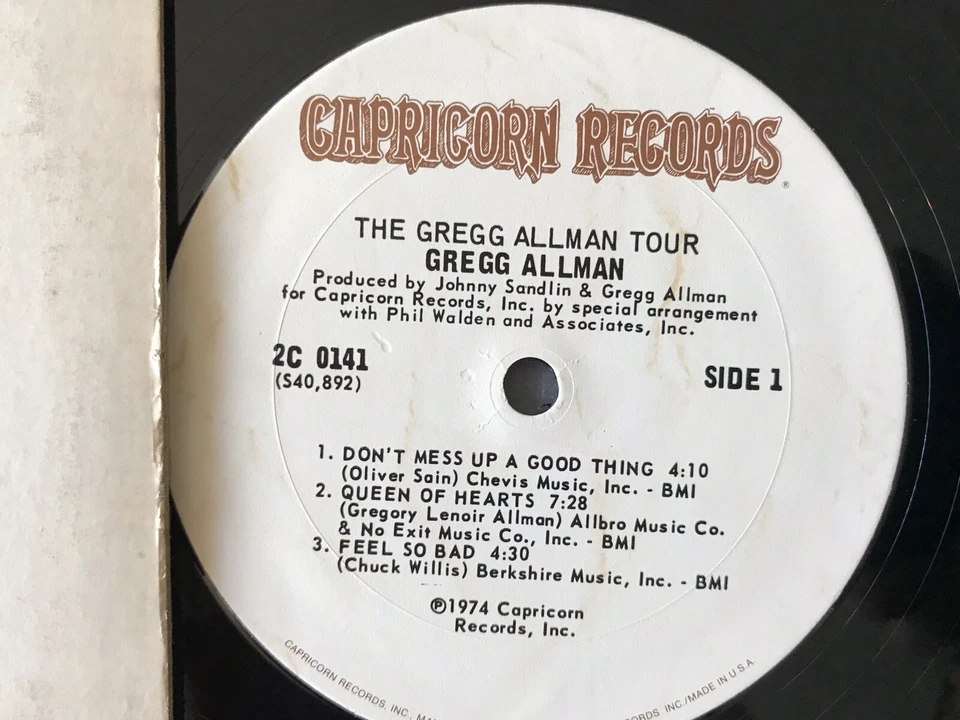 CAPRICORN RECORDS®
THE GREGG ALLMAN TOUR
GREGG ALLMAN
Produced by Johnny Sandlin & Gregg Allman
for Capricorn Records, Inc. by special arrangement
with Phil Walden and Associates, Inc.
2C 0141
(S40,892)
SIDE 1
1. DON'T MESS UP A GOOD THING 4:10
(Oliver Sain) Chevis Music, Inc. - BMI
2. QUEEN OF HEARTS 7:28
(Gregory Lenoir Allman) Allbro Music Co.
& No Exit Music Co., Inc. - BMI
3. FEEL SO BAD 4:30
(Chuck Willis) Berkshire Music, Inc. - BMI
℗1974 Capricorn
Records, Inc.
CAPRICORN RECORDS, INC., INC./MADE IN U.S.A.